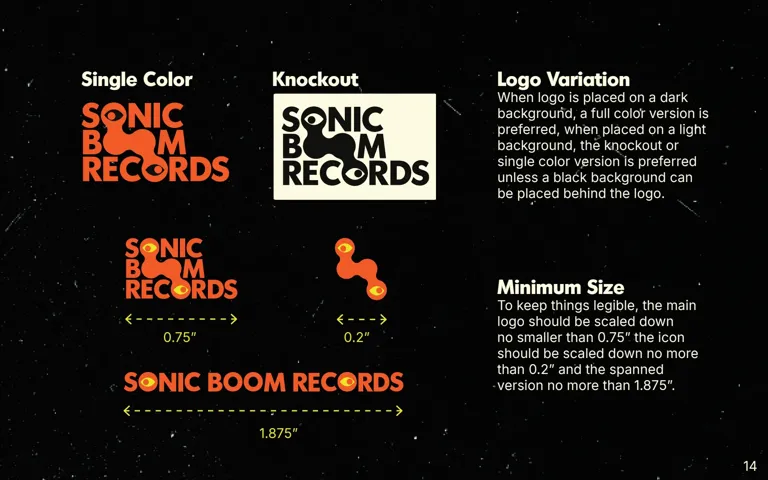 Single Color
SONIC
BOOM
RECORDS
Knockout
SONIC
BOOM
RECORDS
Logo Variation
When logo is placed on a dark
background, a full color version is
preferred, when placed on a light
background, the knockout or
single color version is preferred
unless a black background can
be placed behind the logo.
SONIC
BOOM
RECORDS
0.75”
0.2”
SONIC BOOM RECORDS
1.875”
Minimum Size
To keep things legible, the main
logo should be scaled down
no smaller than 0.75” the icon
should be scaled down no more
than 0.2” and the spanned
version no more than 1.875”.
14